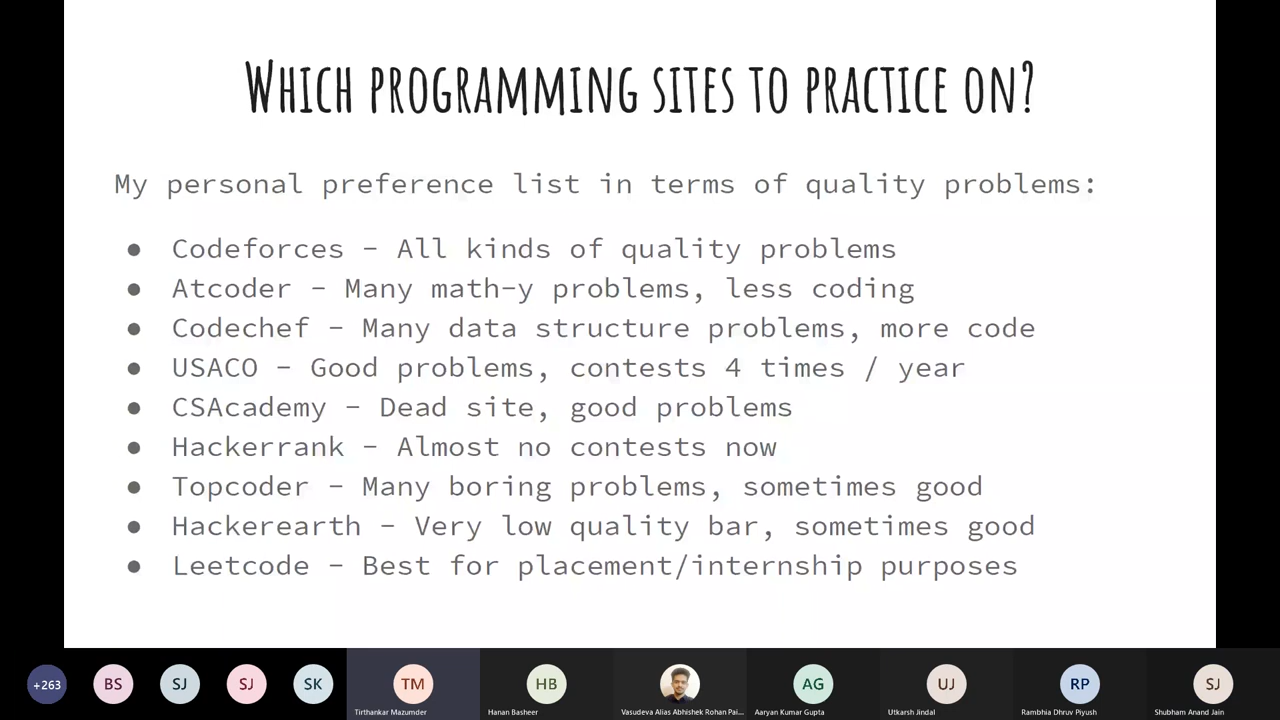 Which programming sites to practice on?
My personal preference list in terms of quality problems:
● Codeforces - All kinds of quality problems
● Atcoder - Many math-y problems, less coding
● Codechef - Many data structure problems, more code
● USACO - Good problems, contests 4 times / year
● CSAcademy - Dead site, good problems
● Hackerrank - Almost no contests now
● Topcoder - Many boring problems, sometimes good
● Hackerearth - Very low quality bar, sometimes good
● Leetcode - Best for placement/internship purposes
+263 BS SJ SJ SK TM HB AG UJ RP SJ
Tirthankar Mazumder Hanan Basheer Vasudeva Alias Abhishek Rohan Pai... Aaryan Kumar Gupta Utkarsh Jindal Rambhia Dhruv Piyush Shubham Anand Jain